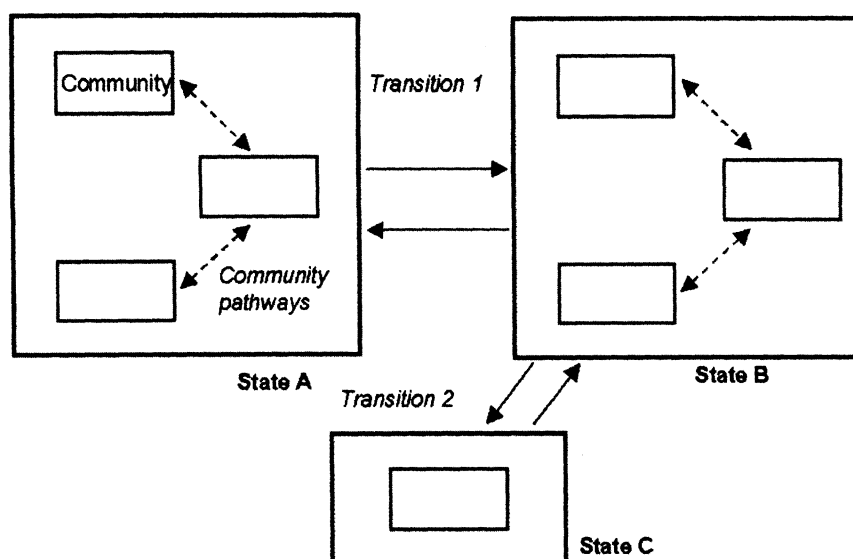 Community
Transition 1
Community
pathways
State A
State B
Transition 2
State C